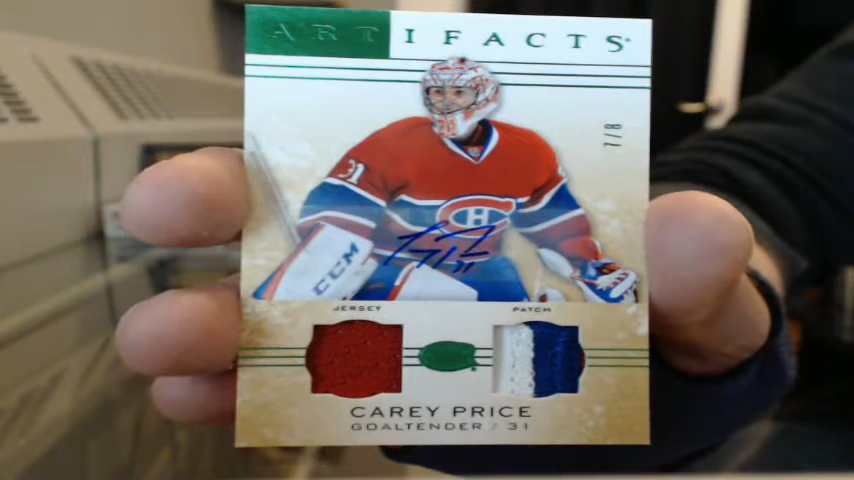 ARTIFACTS
7/8
31
CCM
JERSEY PATCH
CAREY PRICE
GOALTENDER / 31